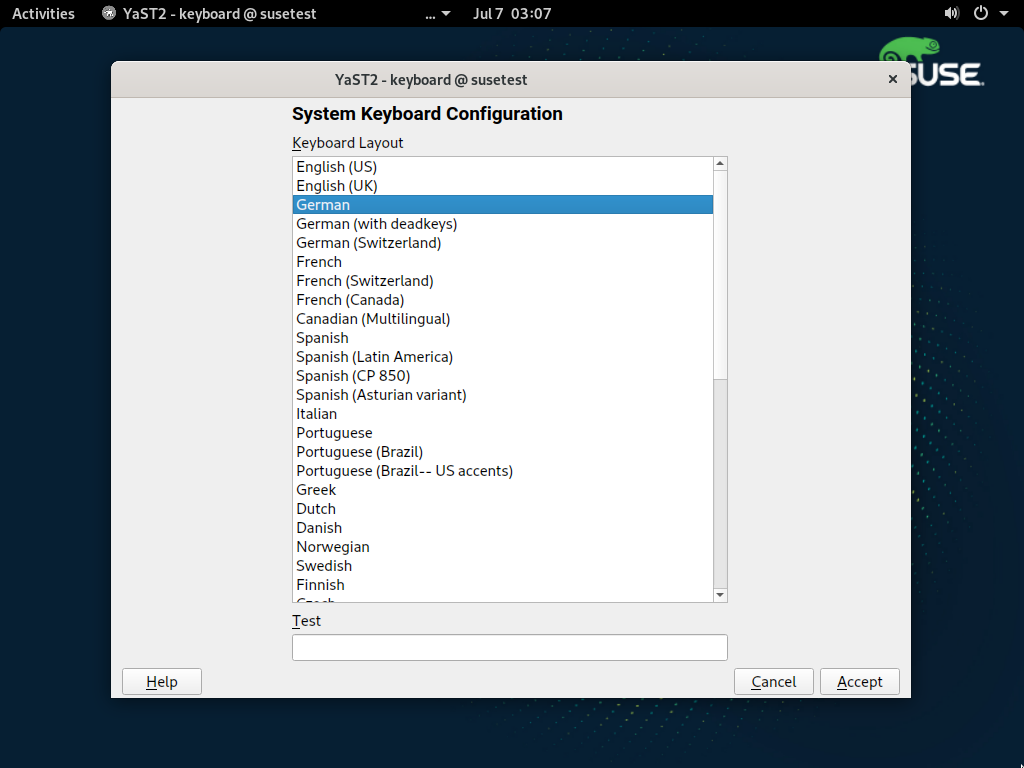 Activities YaST2 - keyboard @ susetest ... Jul 7 03:07
SUSE.
YaST2 - keyboard @ susetest
System Keyboard Configuration
Keyboard Layout
English (US)
English (UK)
German
German (with deadkeys)
German (Switzerland)
French
French (Switzerland)
French (Canada)
Canadian (Multilingual)
Spanish
Spanish (Latin America)
Spanish (CP 850)
Spanish (Asturian variant)
Italian
Portuguese
Portuguese (Brazil)
Portuguese (Brazil-- US accents)
Greek
Dutch
Danish
Norwegian
Swedish
Finnish
Czech
Test
Help Cancel Accept